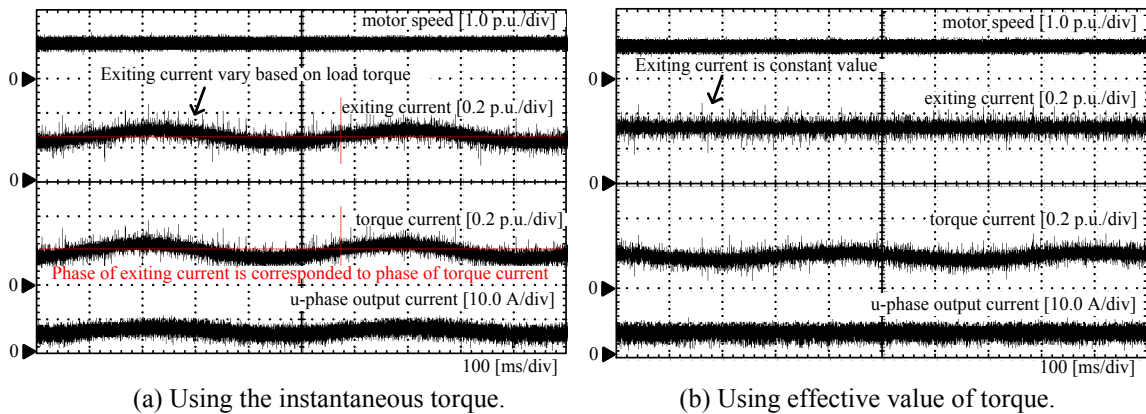 motor speed [1.0 p.u./div]
0
Exiting current vary based on load torque
exiting current [0.2 p.u./div]
0
torque current [0.2 p.u./div]
Phase of exiting current is corresponded to phase of torque current
0
u-phase output current [10.0 A/div]
0
100 [ms/div]
(a) Using the instantaneous torque.
motor speed [1.0 p.u./div]
0
Exiting current is constant value
exiting current [0.2 p.u./div]
0
torque current [0.2 p.u./div]
0
u-phase output current [10.0 A/div]
0
100 [ms/div]
(b) Using effective value of torque.